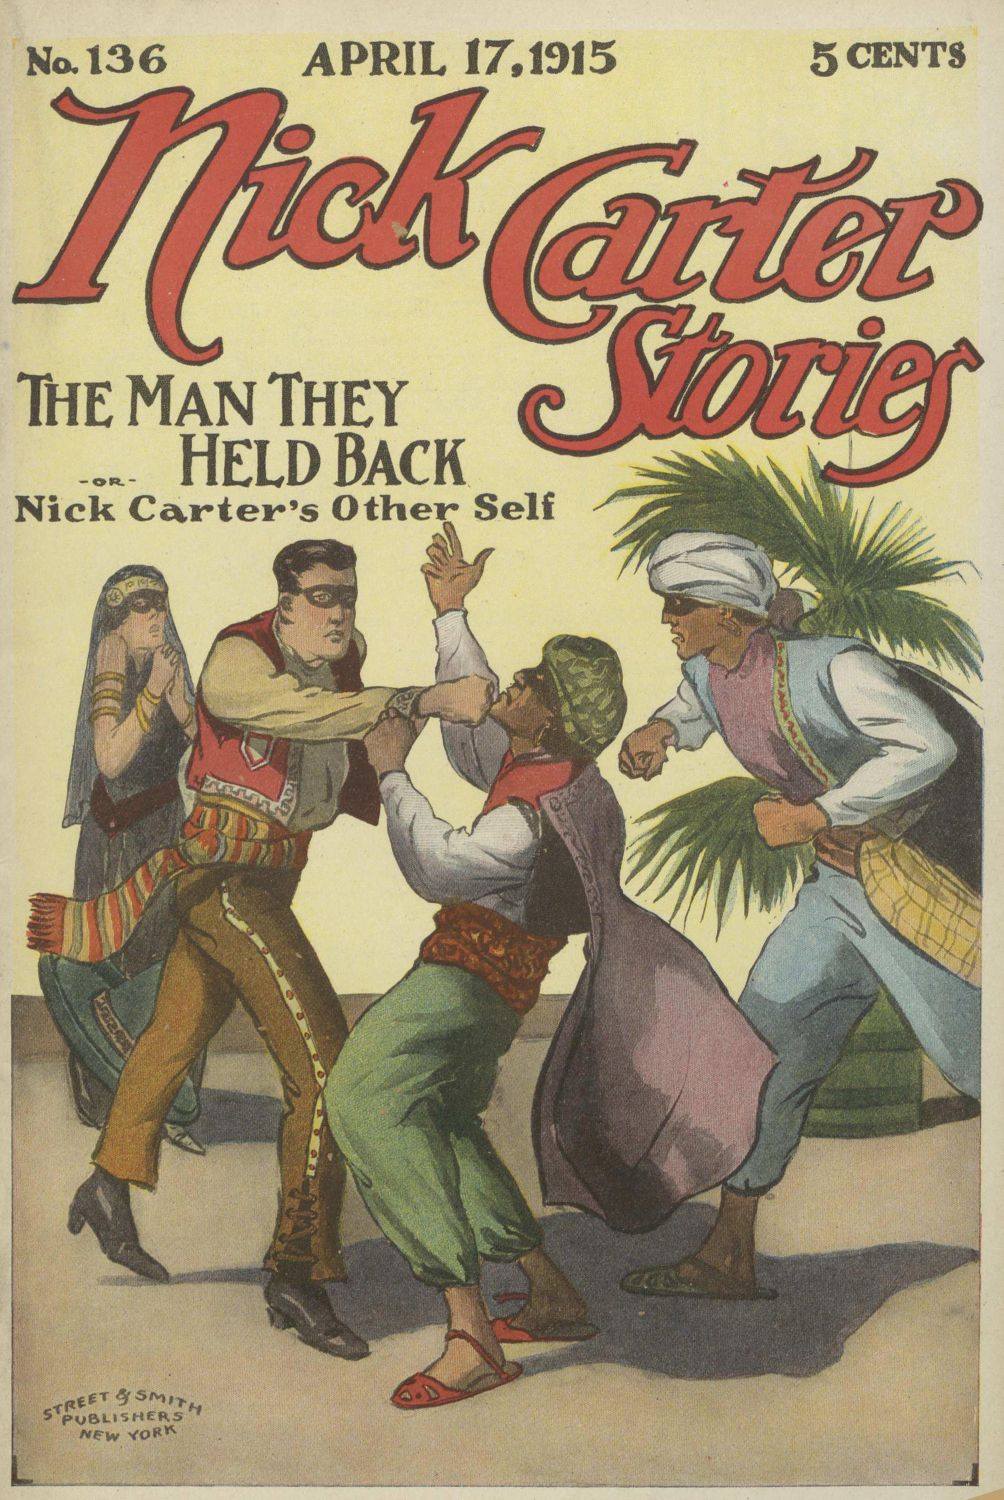 No. 136 APRIL 17, 1915 5 CENTS
Nick Carter
Stories
THE MAN THEY
HELD BACK
-OR-
Nick Carter's Other Self
STREET & SMITH
PUBLISHERS
NEW YORK